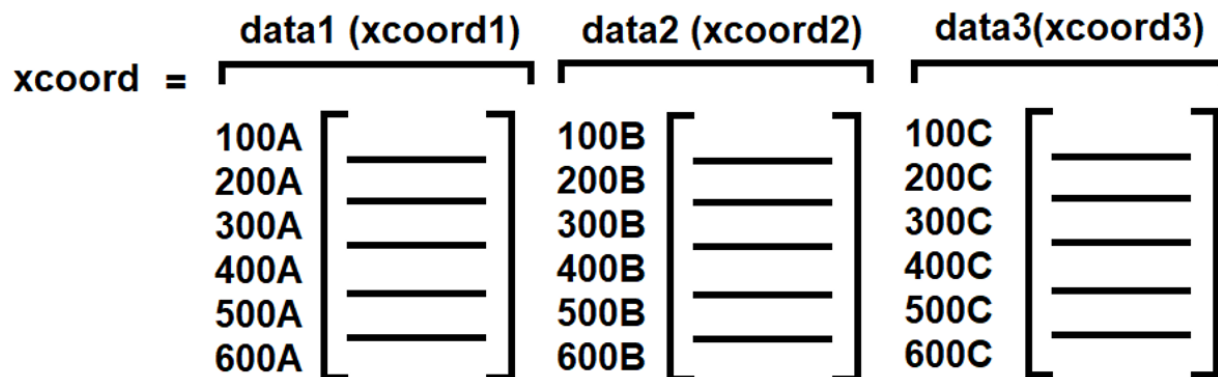 data1 (xcoord1) data2 (xcoord2) data3(xcoord3)
xcoord =
100A 100B 100C
200A 200B 200C
300A 300B 300C
400A 400B 400C
500A 500B 500C
600A 600B 600C